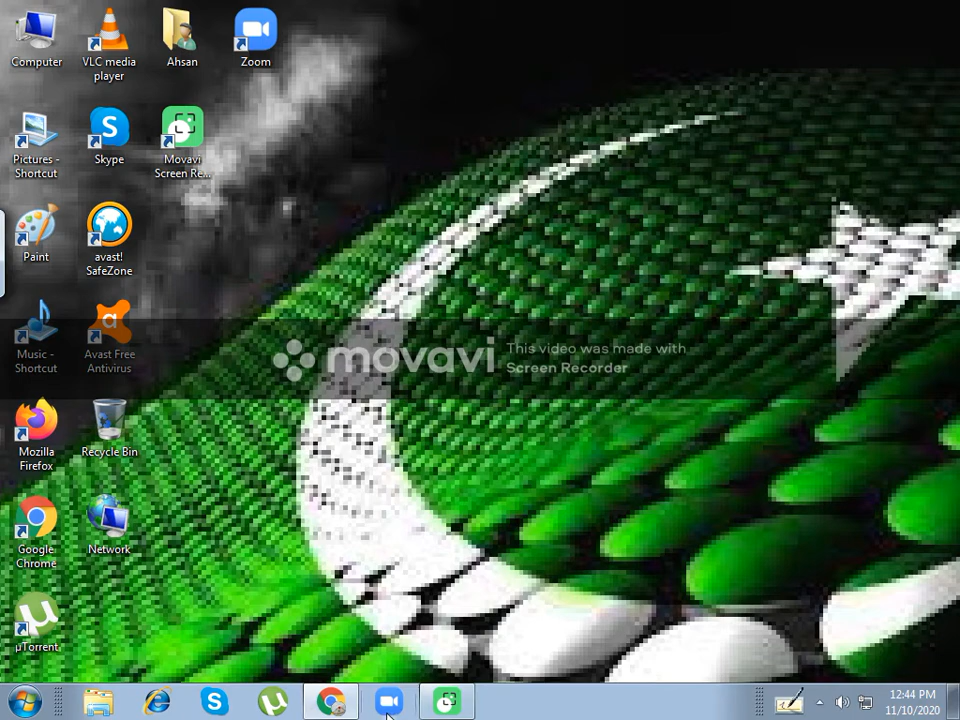 Computer
VLC media
player
Ahsan
Zoom
Pictures -
Shortcut
Skype
Movavi
Screen Re...
Paint
avast!
SafeZone
Music -
Shortcut
Avast Free
Antivirus
movavi
This video was made with
Screen Recorder
Mozilla
Firefox
Recycle Bin
Google
Chrome
Network
µTorrent
12:44 PM
11/10/2020